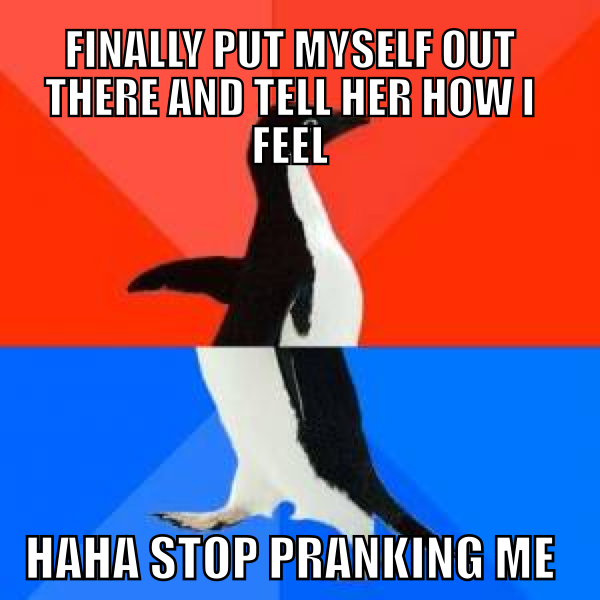 FINALLY PUT MYSELF OUT
THERE AND TELL HER HOW I
FEEL
HAHA STOP PRANKING ME